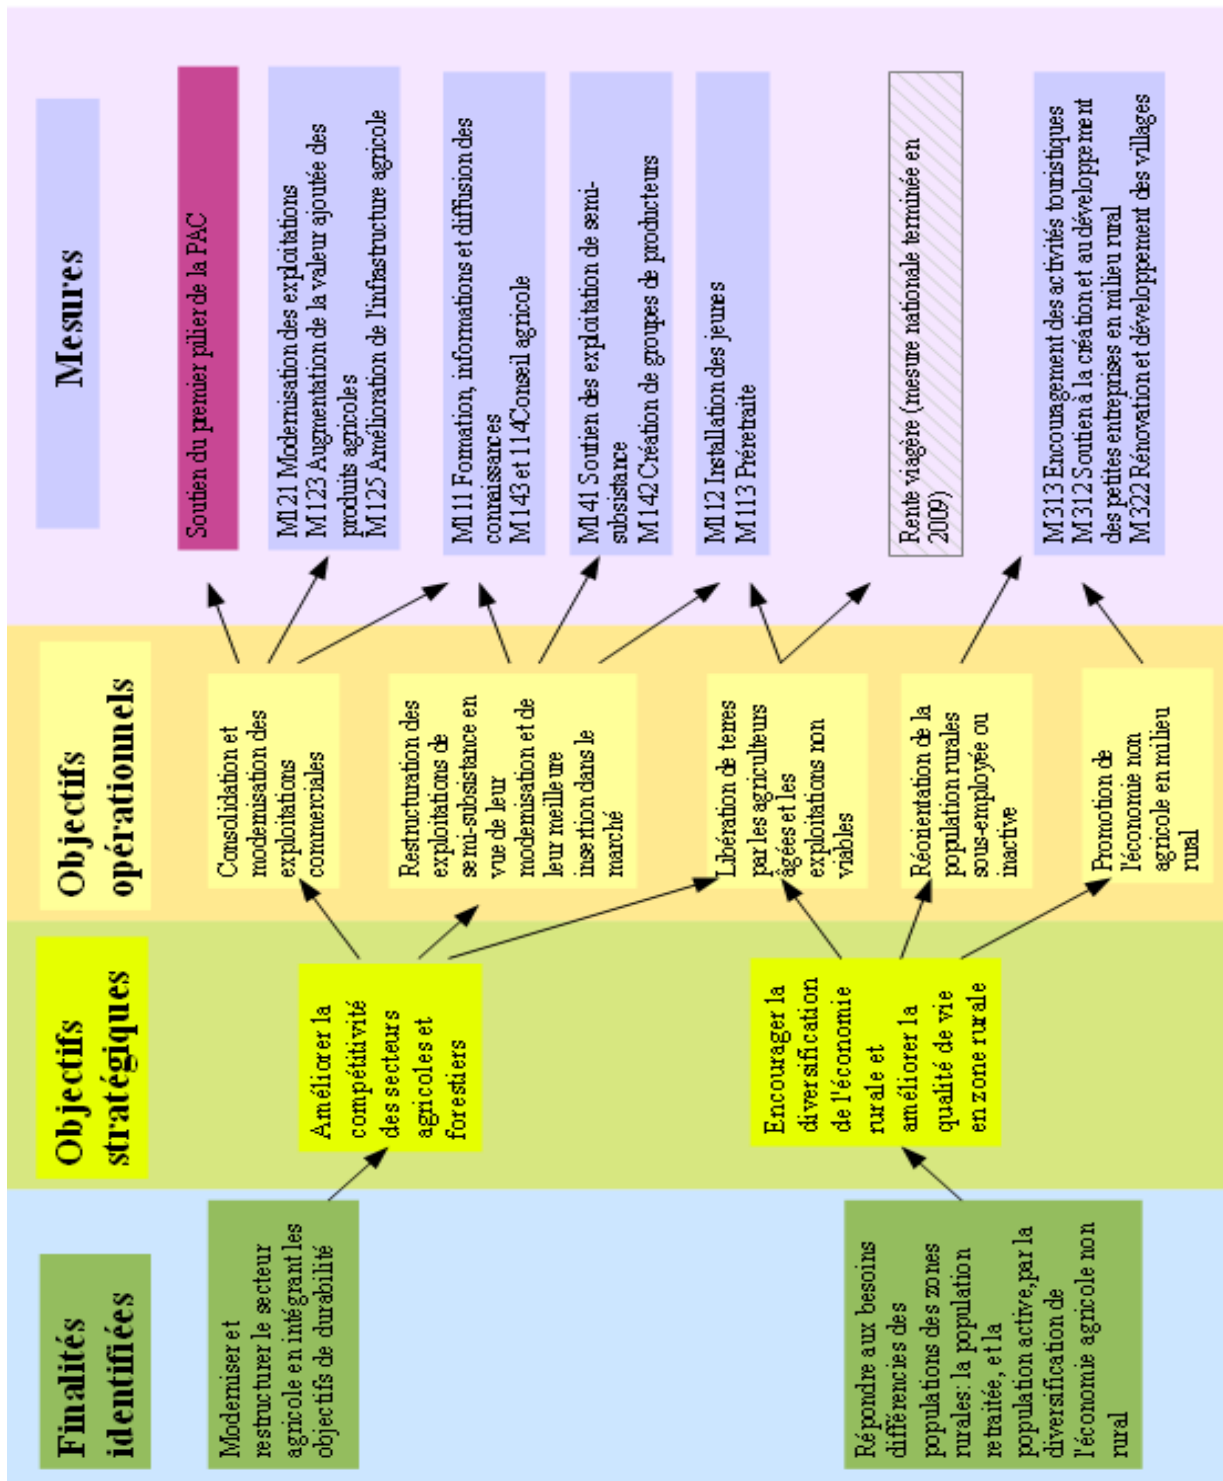 Finalités
identifiées
Moderniser et
restructurer le secteur
agricole en intégrant les
objectifs de durabilité
Répondre aux besoins
différenciés des
populations des zones
rurales: la population
retraitée, et la
population active, par la
diversification de
l'économie agricole non
rural
Objectifs
stratégiques
Améliorer la
compétitivité
des secteurs
agricoles et
forestiers
Encourager la
diversification
de l'économie
rurale et
améliorer la
qualité de vie
en zone rurale
Objectifs
opérationnels
Consolidation et
modernisation des
exploitations
commerciales
Restructuration des
exploitations de
semi-subsistance en
vue de leur
modernisation et de
leur meilleure
insertion dans le
marché
Libération de terres
par les agriculteurs
âgées et les
exploitations non
viables
Réorientation de la
population rurales
sous-employée ou
inactive
Promotion de
l'économie non
agricole en milieu
rural
Mesures
Soutien du premier pilier de la PAC
M121 Modernisation des exploitations
M123 Augmentation de la valeur ajoutée des
produits agricoles
M125 Amélioration de l'infrastructure agricole
M111 Formation, informations et diffusion des
connaissances
M143 et 114Conseil agricole
M141 Soutien des exploitation de semi-
subsistance
M142 Création de groupes de producteurs
M112 Installation des jeunes
M113 Préretraite
Rente viagère (mesure nationale terminée en
2009)
M313 Encouragement des activités touristiques
M312 Soutien à la création et au développement
des petites entreprises en milieu rural
M322 Rénovation et développement des villages